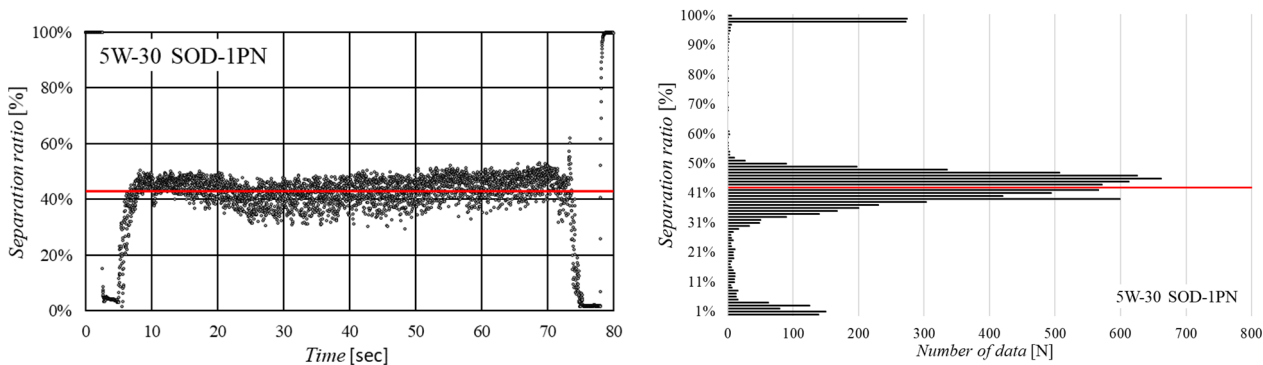 100%
80%
60%
40%
20%
0%
Separation ratio [%]
5W-30 SOD-1PN
0 10 20 30 40 50 60 70 80
Time [sec]
100%
90%
80%
70%
60%
50%
41%
31%
21%
11%
1%
Separation ratio [%]
5W-30 SOD-1PN
0 100 200 300 400 500 600 700 800
Number of data [N]